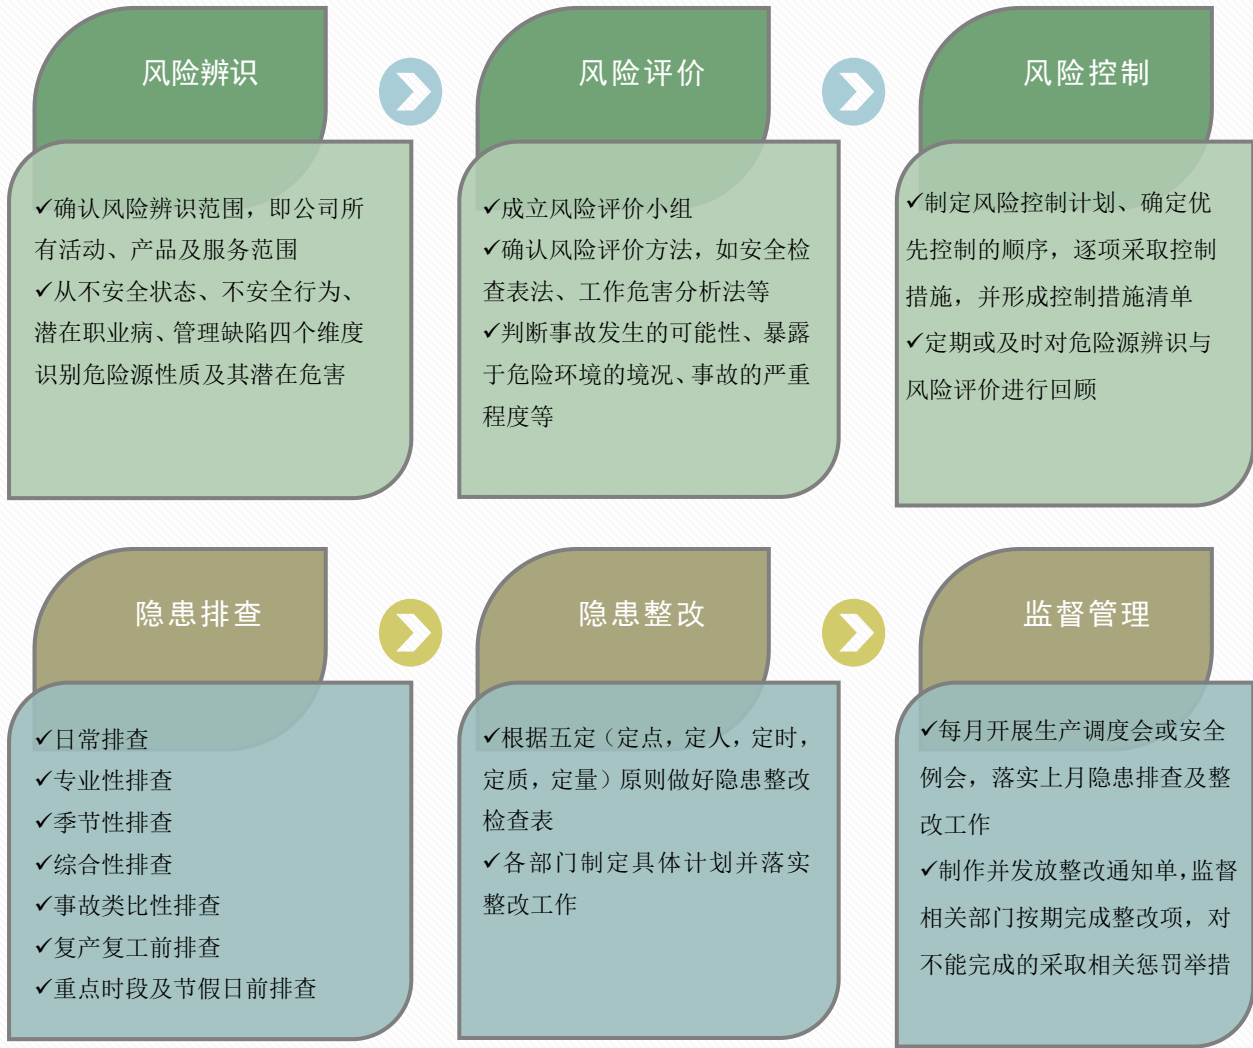 风险辨识
✓确认风险辨识范围，即公司所
有活动、产品及服务范围
✓从不安全状态、不安全行为、
潜在职业病、管理缺陷四个维度
识别危险源性质及其潜在危害
风险评价
✓成立风险评价小组
✓确认风险评价方法，如安全检
查表法、工作危害分析法等
✓判断事故发生的可能性、暴露
于危险环境的境况、事故的严重
程度等
风险控制
✓制定风险控制计划、确定优
先控制的顺序，逐项采取控制
措施，并形成控制措施清单
✓定期或及时对危险源辨识与
风险评价进行回顾
隐患排查
✓日常排查
✓专业性排查
✓季节性排查
✓综合性排查
✓事故类比性排查
✓复产复工前排查
✓重点时段及节假日前排查
隐患整改
✓根据五定（定点，定人，定时，
定质，定量）原则做好隐患整改
检查表
✓各部门制定具体计划并落实
整改工作
监督管理
✓每月开展生产调度会或安全
例会，落实上月隐患排查及整
改工作
✓制作并发放整改通知单，监督
相关部门按期完成整改项，对
不能完成的采取相关惩罚举措